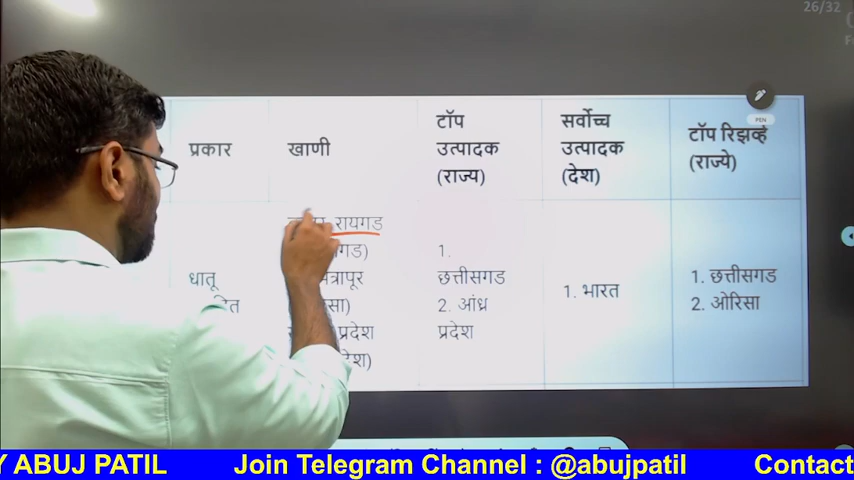 26/32
PEN
प्रकार
खाणी
टॉप
उत्पादक
(राज्य)
सर्वोच्च
उत्पादक
(देश)
टॉप रिझर्व्ह
(राज्ये)
धातू
रायगड
प्रदेश
1.
छत्तीसगड
2. आंध्र
प्रदेश
1. भारत
1. छत्तीसगड
2. ओरिसा
Y ABUJ PATIL Join Telegram Channel : @abujpatil Contact